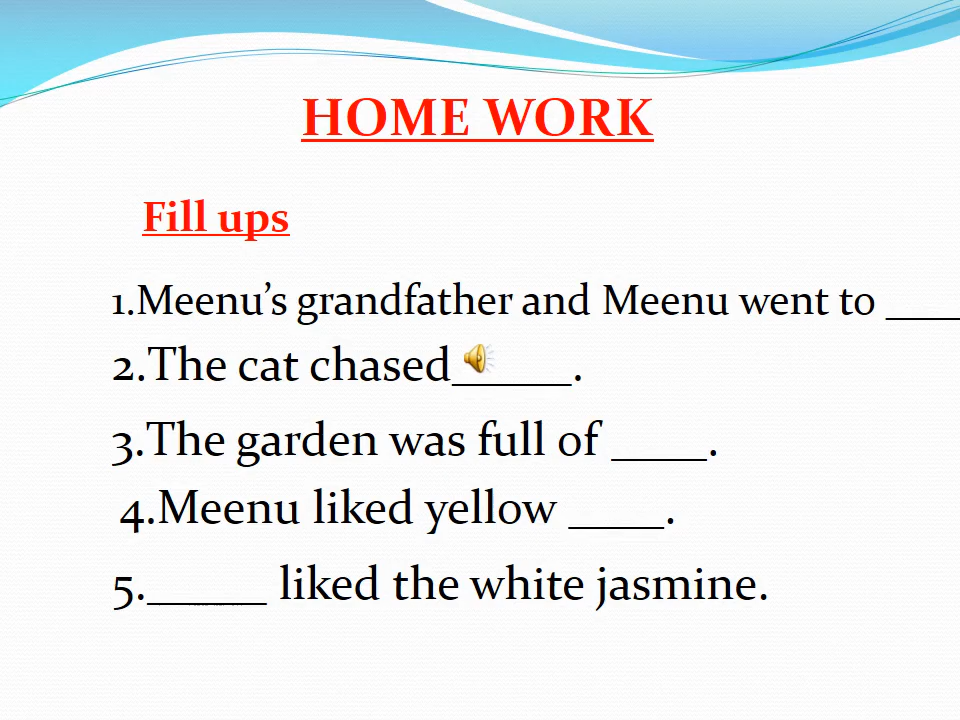 HOME WORK
Fill ups
1.Meenu’s grandfather and Meenu went to ____
2.The cat chased_____.
3.The garden was full of ____.
4.Meenu liked yellow ____.
5._____ liked the white jasmine.